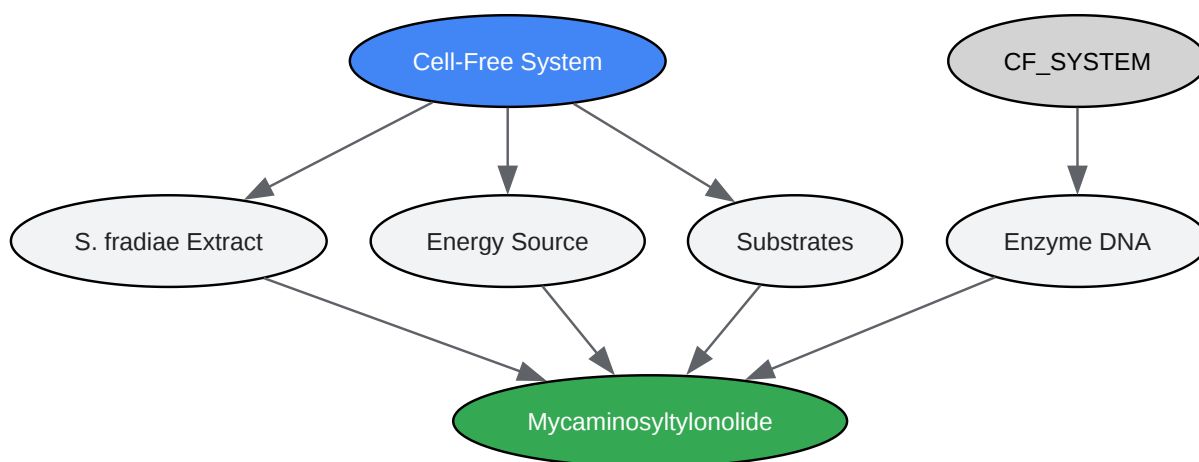 Cell-Free System
CF_SYSTEM
S. fradiae Extract
Energy Source
Substrates
Enzyme DNA
Mycaminosyltylonolide